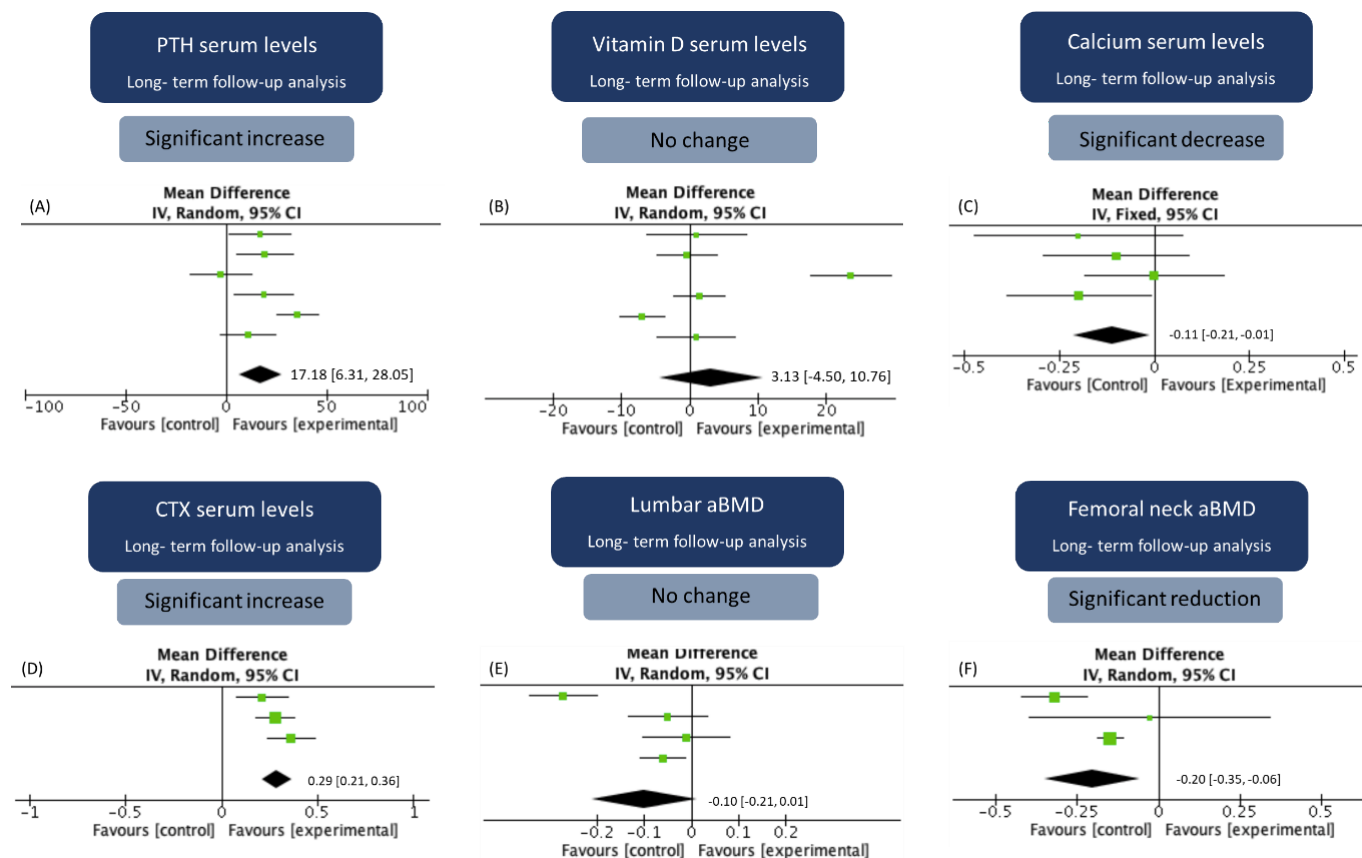 PTH serum levels
Long- term follow-up analysis
Significant increase
Mean Difference
(A)
IV, Random, 95% CI
17.18 [6.31, 28.05]
−100 −50 0 50 100
Favours [control] Favours [experimental]
Vitamin D serum levels
Long- term follow-up analysis
No change
Mean Difference
(B)
IV, Random, 95% CI
3.13 [-4.50, 10.76]
−20 −10 0 10 20
Favours [control] Favours [experimental]
Calcium serum levels
Long- term follow-up analysis
Significant decrease
Mean Difference
(C)
IV, Fixed, 95% CI
-0.11 [-0.21, -0.01]
−0.5 −0.25 0 0.25 0.5
Favours [Control] Favours [Experimental]
CTX serum levels
Long- term follow-up analysis
Significant increase
Mean Difference
(D)
IV, Random, 95% CI
0.29 [0.21, 0.36]
−1 −0.5 0 0.5 1
Favours [control] Favours [experimental]
Lumbar aBMD
Long- term follow-up analysis
No change
Mean Difference
(E)
IV, Random, 95% CI
-0.10 [-0.21, 0.01]
−0.2 −0.1 0 0.1 0.2
Favours [control] Favours [experimental]
Femoral neck aBMD
Long- term follow-up analysis
Significant reduction
Mean Difference
(F)
IV, Random, 95% CI
-0.20 [-0.35, -0.06]
−0.5 −0.25 0 0.25 0.5
Favours [control] Favours [experimental]